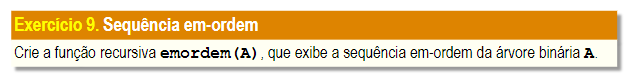 Exercício 9. Sequência em-ordem
Crie a função recursiva emordem(A), que exibe a sequência em-ordem da árvore binária A.